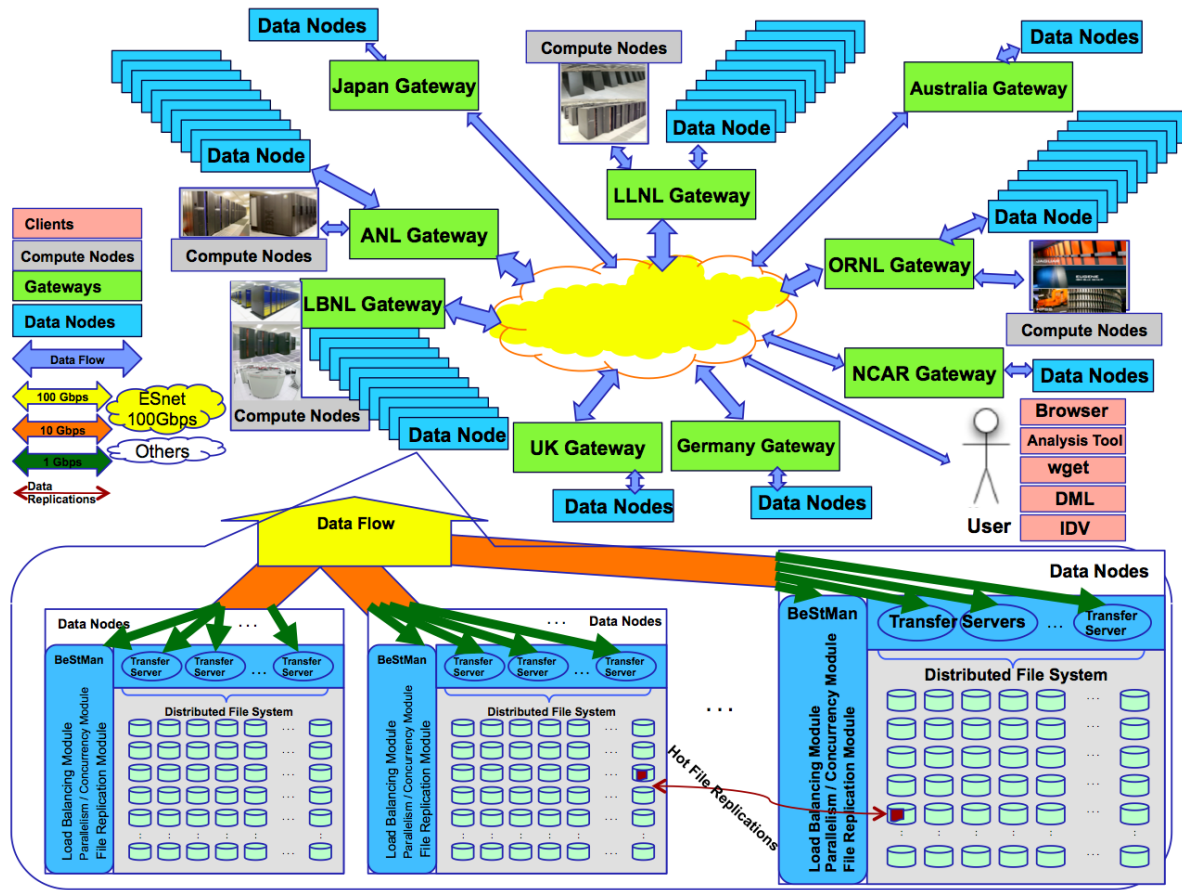 Data Nodes
Japan Gateway
Compute Nodes
Data Node
LLNL Gateway
Data Nodes
Australia Gateway
Data Node
Data Node
ANL Gateway
Compute Nodes
ORNL Gateway
JAGUAR
EUGENE
Compute Nodes
Clients
Compute Nodes
Gateways
Data Nodes
Data Flow
100 Gbps
10 Gbps
1 Gbps
Data
Replications
ESnet
100Gbps
Others
LBNL Gateway
Compute Nodes
Data Node
NCAR Gateway
Data Nodes
UK Gateway
Data Nodes
Germany Gateway
Data Nodes
User
Browser
Analysis Tool
wget
DML
IDV
Data Flow
Data Nodes
...
BeStMan
Transfer
Server
Transfer
Server
...
Transfer
Server
Distributed File System
Load Balancing Module
Parallelism / Concurrency Module
File Replication Module
... Data Nodes
BeStMan
Transfer
Server
Transfer
Server
...
Transfer
Server
Distributed File System
Load Balancing Module
Parallelism / Concurrency Module
File Replication Module
...
Hot File Replications
Data Nodes
BeStMan
Transfer Servers
...
Transfer
Server
Distributed File System
Load Balancing Module
Parallelism / Concurrency Module
File Replication Module